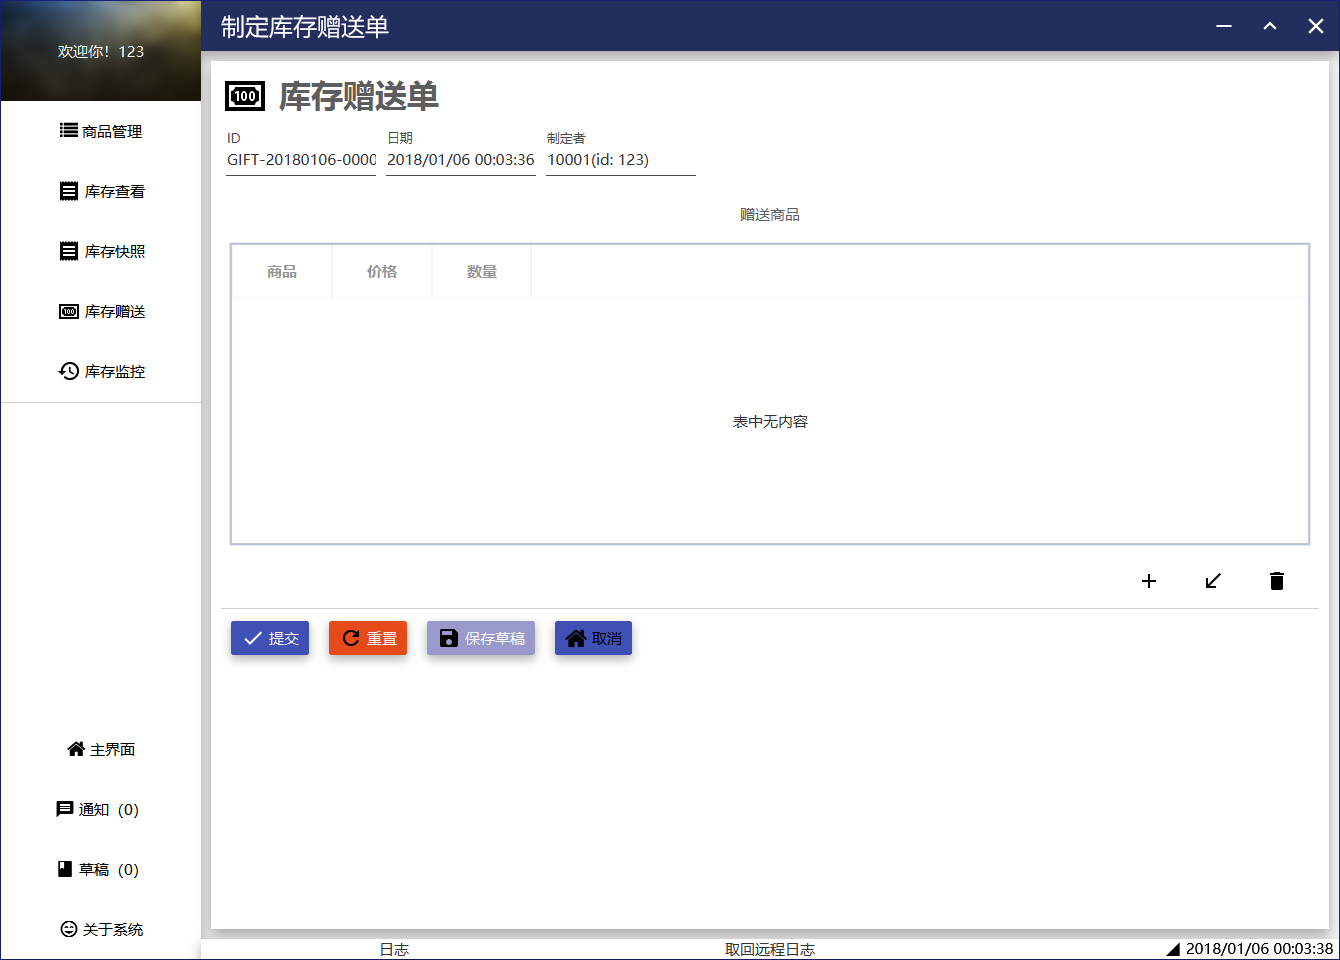 制定库存赠送单
欢迎你！123
商品管理
库存查看
库存快照
库存赠送
库存监控
主界面
通知（0）
草稿（0）
关于系统
100 库存赠送单
ID 日期 制定者
GIFT-20180106-0000 2018/01/06 00:03:36 10001(id: 123)
赠送商品
商品 价格 数量
表中无内容
提交 重置 保存草稿 取消
日志 取回远程日志 2018/01/06 00:03:38